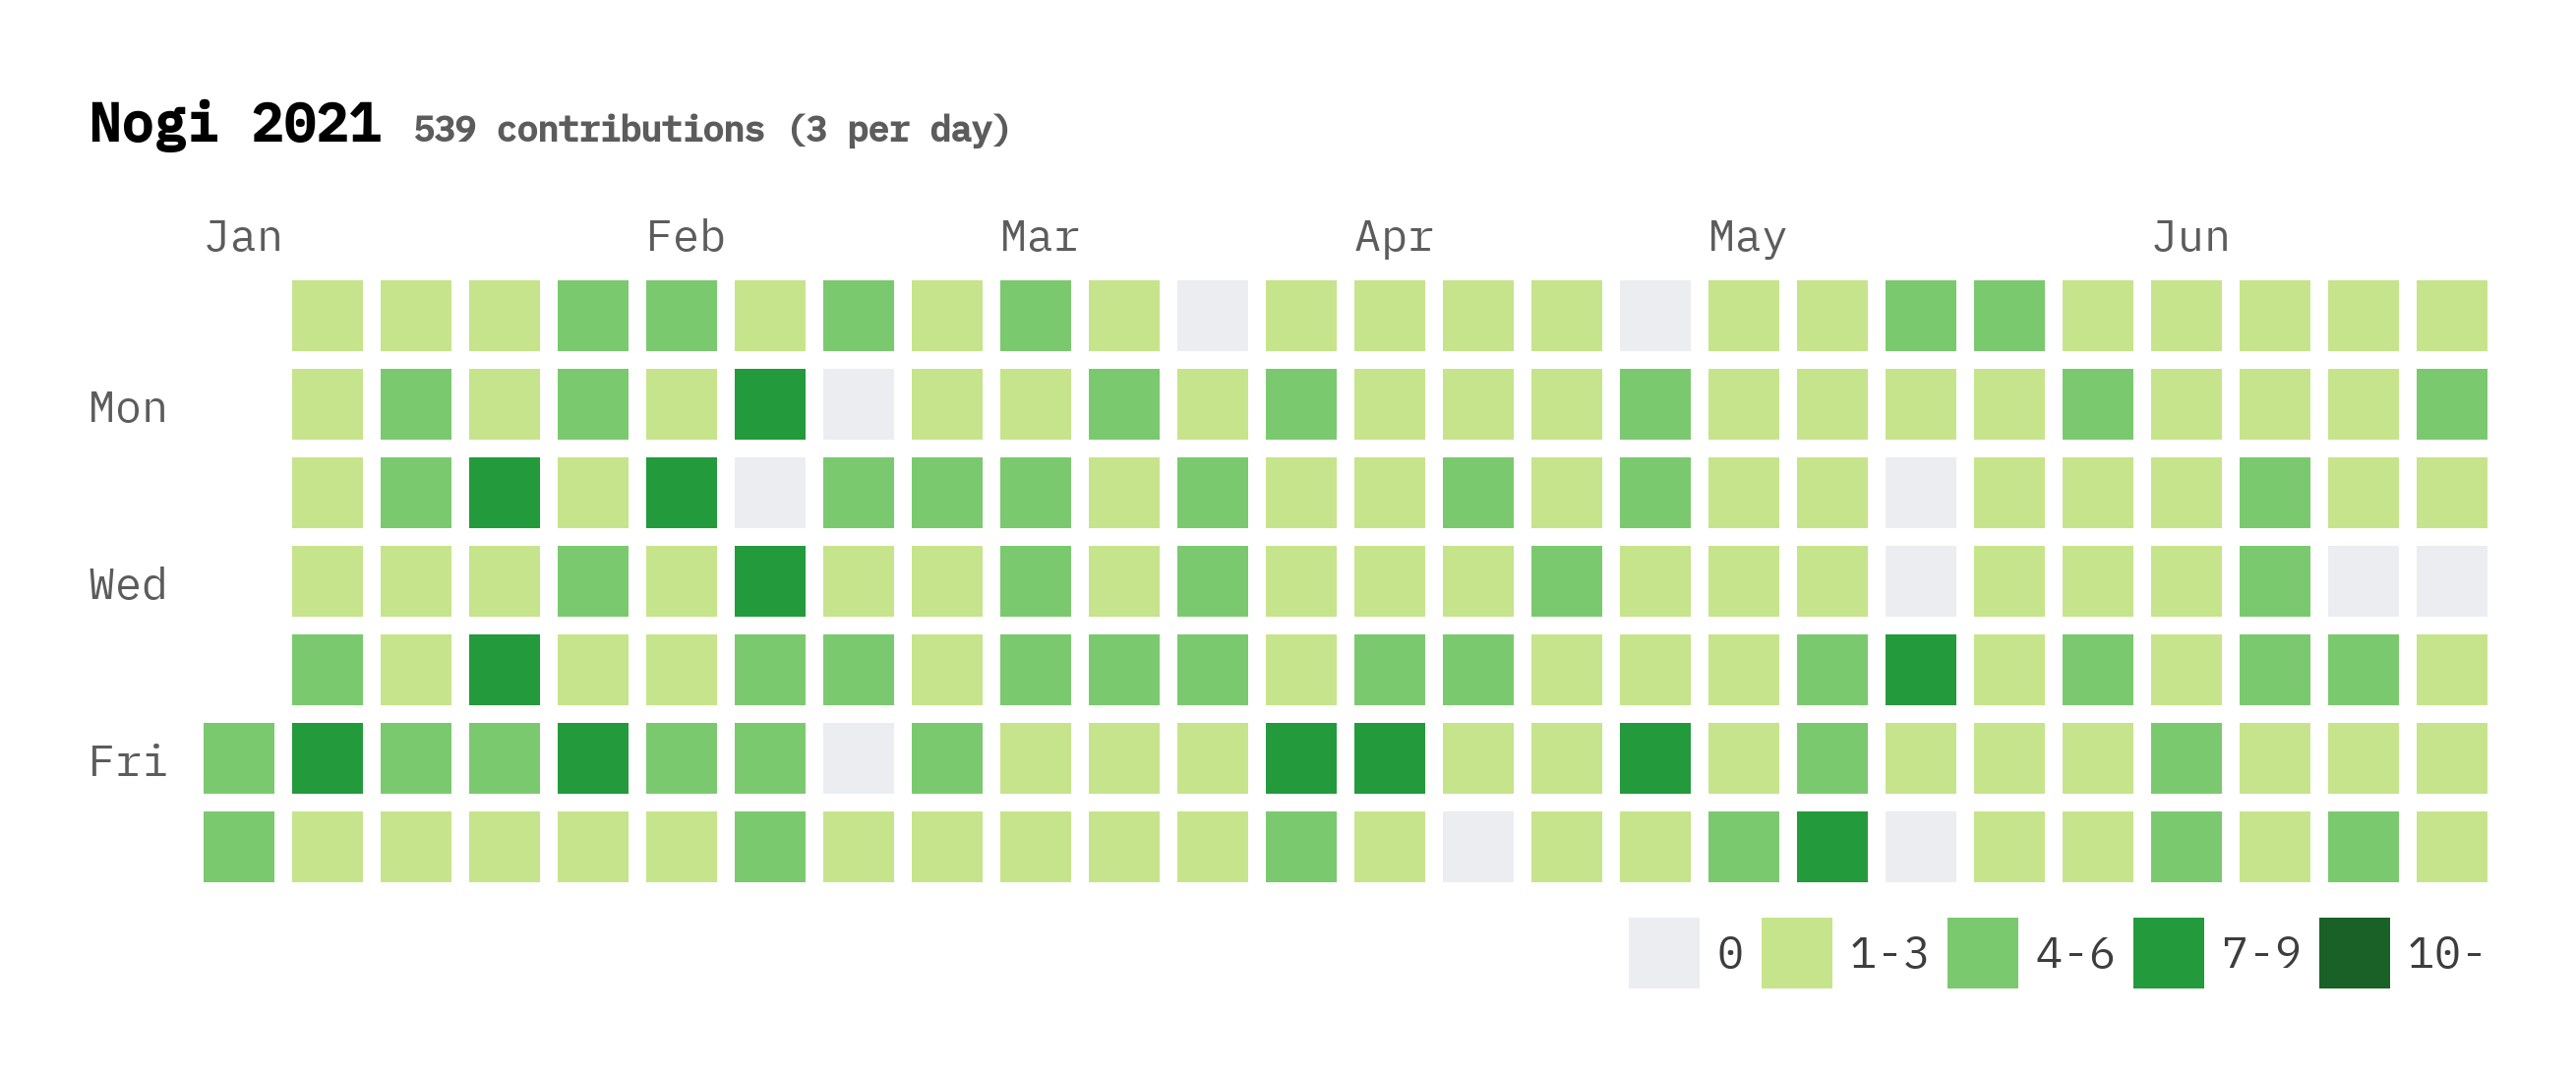 Nogi 2021 539 contributions (3 per day)
Jan Feb Mar Apr May Jun
Mon
Wed
Fri
0 1-3 4-6 7-9 10-